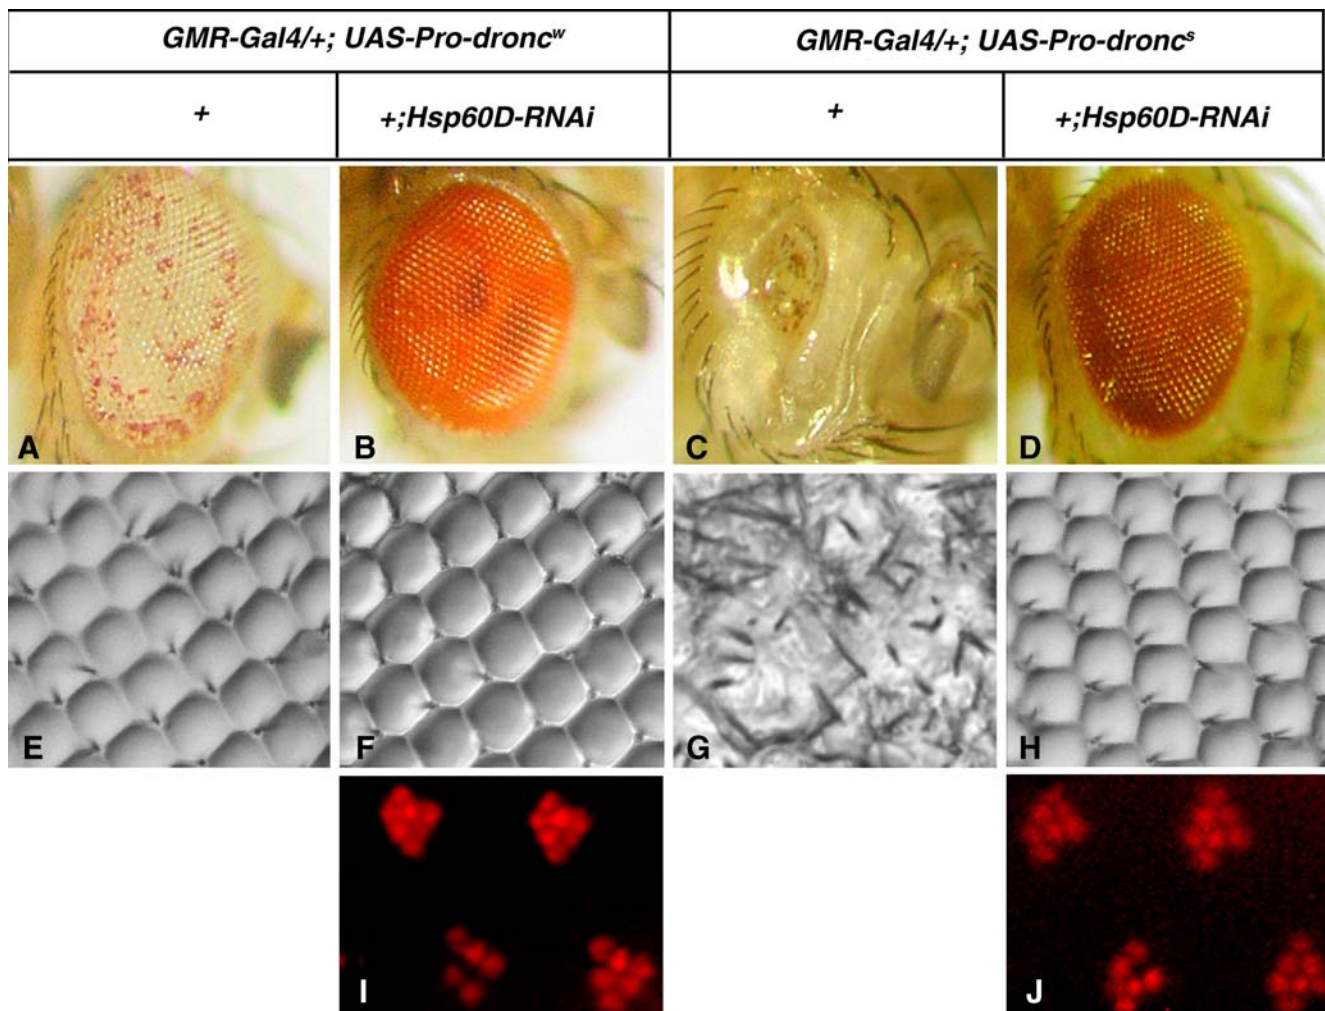 GMR-Gal4/+; UAS-Pro-droncʷ
GMR-Gal4/+; UAS-Pro-droncˢ
+
+;Hsp60D-RNAi
+
+;Hsp60D-RNAi
A
B
C
D
E
F
G
H
I
J